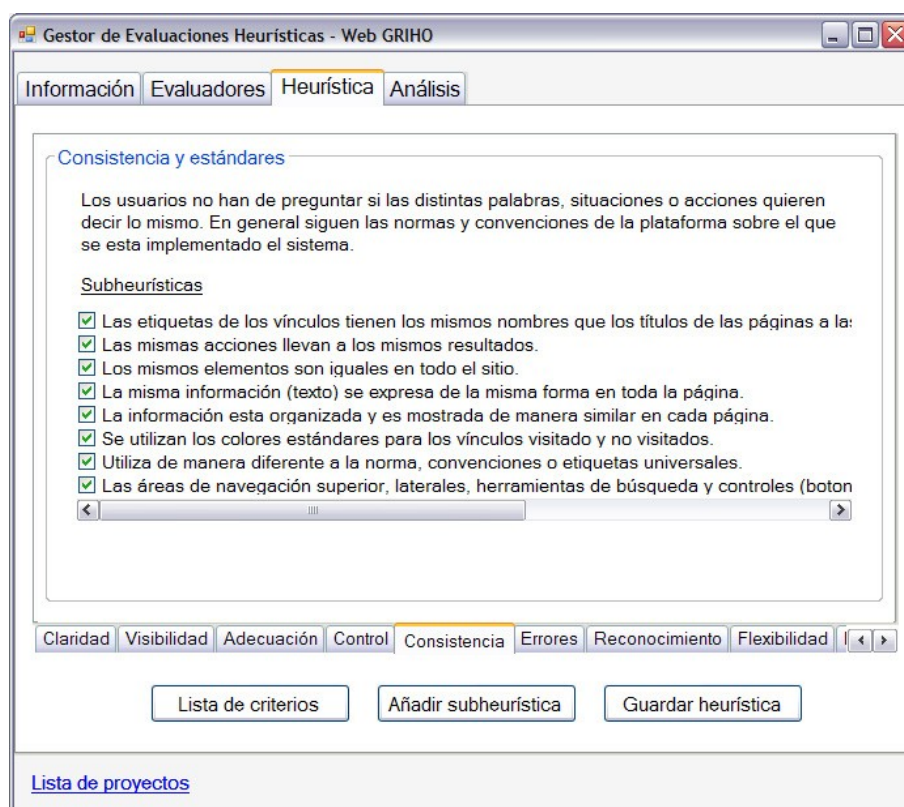 Gestor de Evaluaciones Heurísticas - Web GRIHO
Información Evaluadores Heurística Análisis
Consistencia y estándares
Los usuarios no han de preguntar si las distintas palabras, situaciones o acciones quieren
decir lo mismo. En general siguen las normas y convenciones de la plataforma sobre el que
se esta implementado el sistema.
Subheurísticas
Las etiquetas de los vínculos tienen los mismos nombres que los títulos de las páginas a las
Las mismas acciones llevan a los mismos resultados.
Los mismos elementos son iguales en todo el sitio.
La misma información (texto) se expresa de la misma forma en toda la página.
La información esta organizada y es mostrada de manera similar en cada página.
Se utilizan los colores estándares para los vínculos visitado y no visitados.
Utiliza de manera diferente a la norma, convenciones o etiquetas universales.
Las áreas de navegación superior, laterales, herramientas de búsqueda y controles (boton
Claridad Visibilidad Adecuación Control Consistencia Errores Reconocimiento Flexibilidad
Lista de criterios Añadir subheurística Guardar heurística
Lista de proyectos